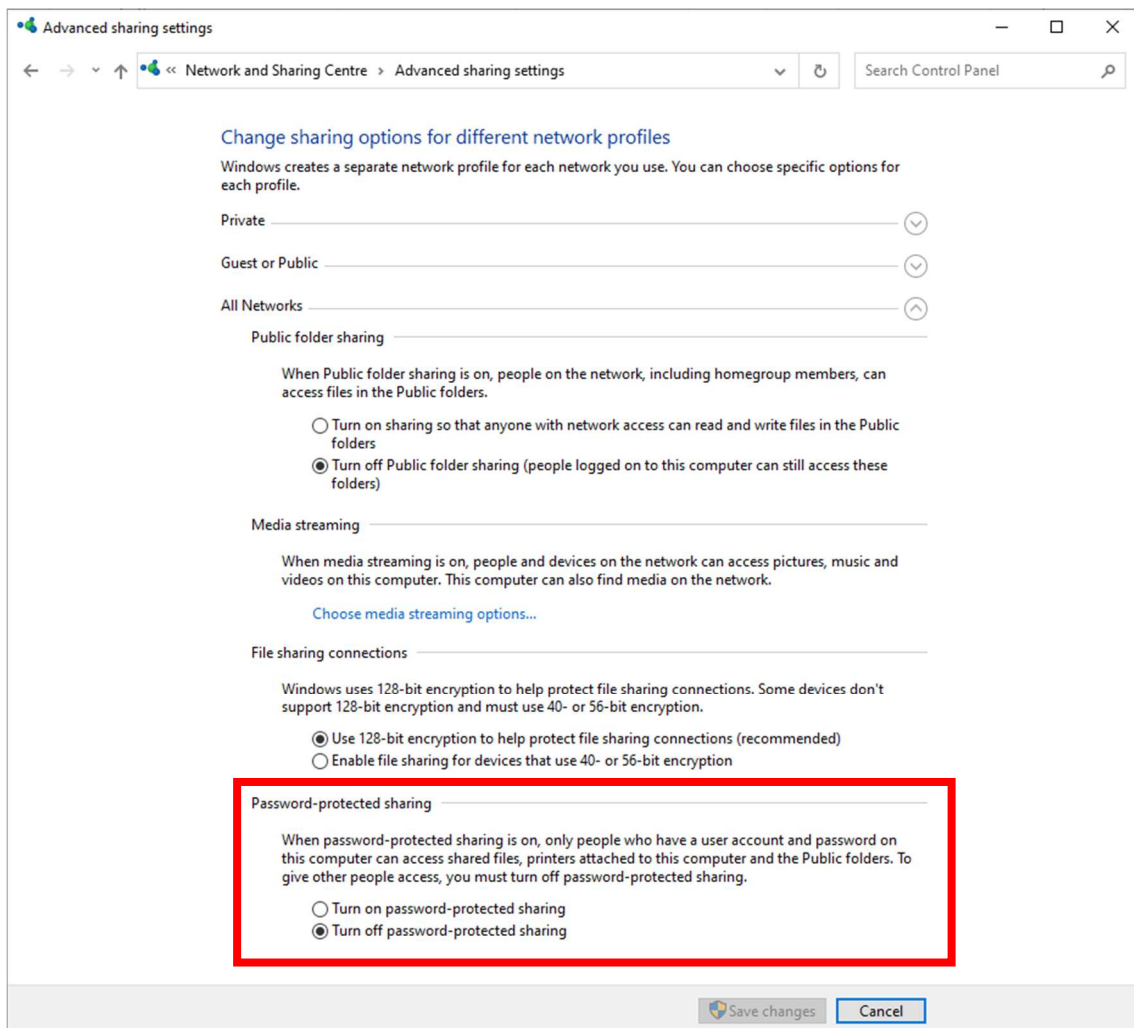 Advanced sharing settings
« Network and Sharing Centre > Advanced sharing settings
Search Control Panel
Change sharing options for different network profiles
Windows creates a separate network profile for each network you use. You can choose specific options for
each profile.
Private
Guest or Public
All Networks
Public folder sharing
When Public folder sharing is on, people on the network, including homegroup members, can
access files in the Public folders.
Turn on sharing so that anyone with network access can read and write files in the Public
folders
Turn off Public folder sharing (people logged on to this computer can still access these
folders)
Media streaming
When media streaming is on, people and devices on the network can access pictures, music and
videos on this computer. This computer can also find media on the network.
Choose media streaming options...
File sharing connections
Windows uses 128-bit encryption to help protect file sharing connections. Some devices don't
support 128-bit encryption and must use 40- or 56-bit encryption.
Use 128-bit encryption to help protect file sharing connections (recommended)
Enable file sharing for devices that use 40- or 56-bit encryption
Password-protected sharing
When password-protected sharing is on, only people who have a user account and password on
this computer can access shared files, printers attached to this computer and the Public folders. To
give other people access, you must turn off password-protected sharing.
Turn on password-protected sharing
Turn off password-protected sharing
Save changes
Cancel